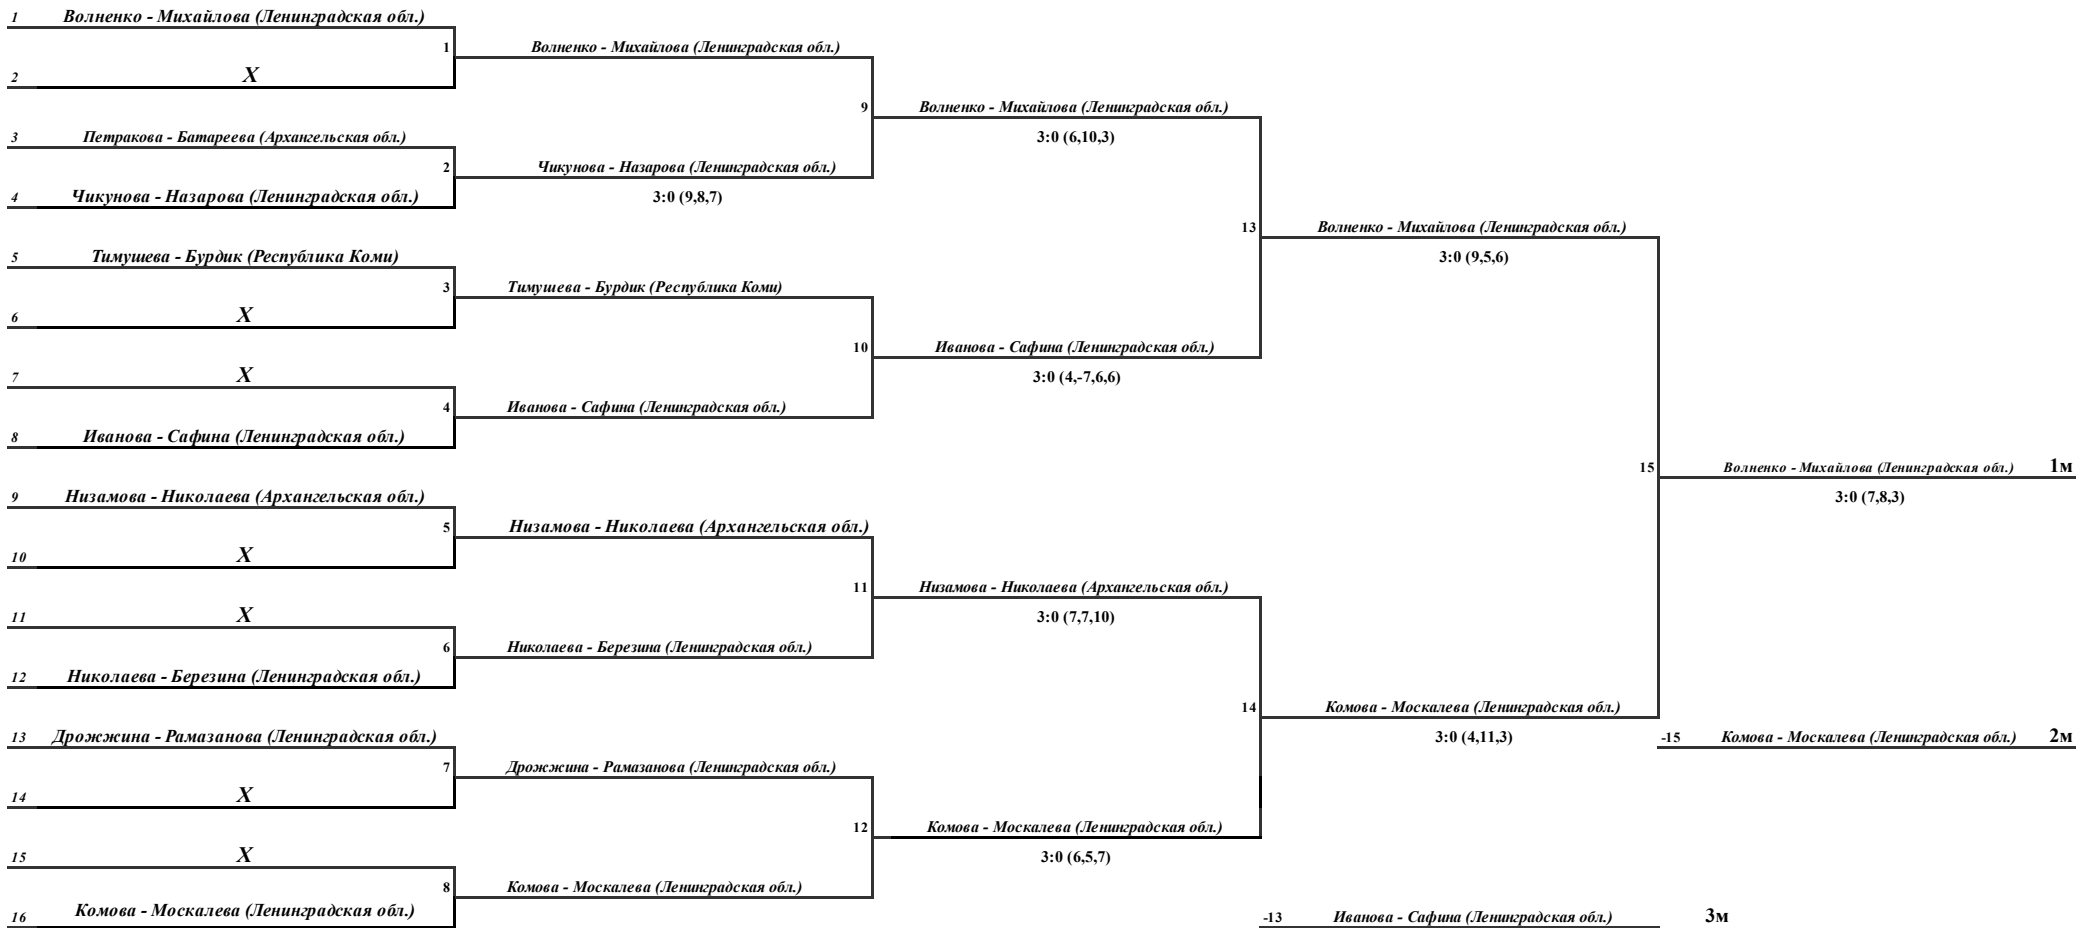 1 Волненко - Михайлова (Ленинградская обл.)
1 Волненко - Михайлова (Ленинградская обл.)
2 X
9 Волненко - Михайлова (Ленинградская обл.)
3 Петракова - Батареева (Архангельская обл.)
3:0 (6,10,3)
2 Чикунова - Назарова (Ленинградская обл.)
4 Чикунова - Назарова (Ленинградская обл.)
3:0 (9,8,7)
13 Волненко - Михайлова (Ленинградская обл.)
5 Тимушева - Бурдик (Республика Коми)
3:0 (9,5,6)
3 Тимушева - Бурдик (Республика Коми)
6 X
10 Иванова - Сафина (Ленинградская обл.)
7 X
3:0 (4,-7,6,6)
4 Иванова - Сафина (Ленинградская обл.)
8 Иванова - Сафина (Ленинградская обл.)
15 Волненко - Михайлова (Ленинградская обл.) 1м
9 Низамова - Николаева (Архангельская обл.)
3:0 (7,8,3)
5 Низамова - Николаева (Архангельская обл.)
10 X
11 Низамова - Николаева (Архангельская обл.)
11 X
3:0 (7,7,10)
6 Николаева - Березина (Ленинградская обл.)
12 Николаева - Березина (Ленинградская обл.)
14 Комова - Москалева (Ленинградская обл.)
13 Дрожжина - Рамазанова (Ленинградская обл.)
3:0 (4,11,3)
-15 Комова - Москалева (Ленинградская обл.) 2м
7 Дрожжина - Рамазанова (Ленинградская обл.)
14 X
12 Комова - Москалева (Ленинградская обл.)
15 X
3:0 (6,5,7)
8 Комова - Москалева (Ленинградская обл.)
16 Комова - Москалева (Ленинградская обл.)
-13 Иванова - Сафина (Ленинградская обл.) 3м